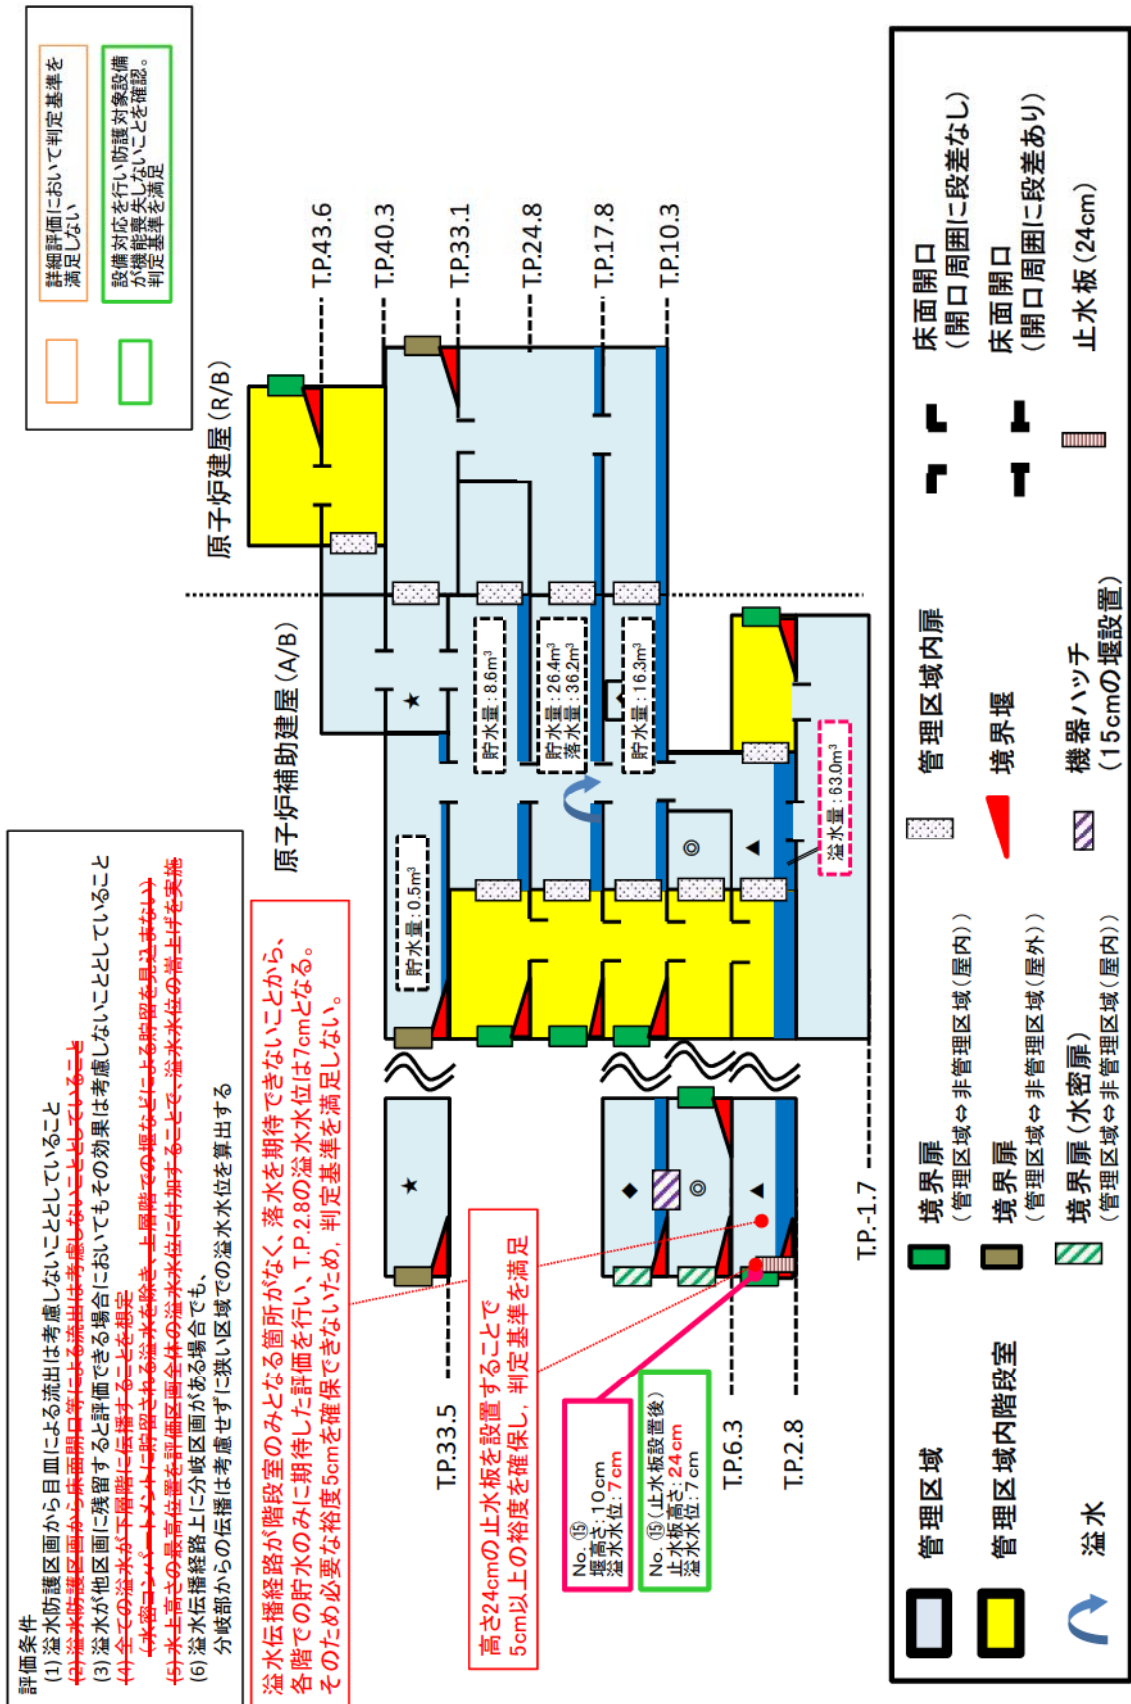 評価条件
(1) 溢水防護区画から目皿による流出は考慮しないこととしていること
(2) 溢水防護区画から床面開口等による流出は考慮しないこととしていること
(3) 溢水が他区画に残留すると評価できる場合においてもその効果は考慮しないこととしていること
(4) 全ての溢水が下層階に伝播することを想定
(水密コンパートメントに貯留される溢水を除き、上層階での堰などによる貯留を見込まない)
(5) 水上高さの最高位置を評価区画全体の溢水水位に付加することで、溢水水位の嵩上げを実施
(6) 溢水伝播経路上に分岐区画がある場合でも、
分岐部からの伝播は考慮せずに狭い区域での溢水水位を算出する
溢水伝播経路が階段室のみとなる箇所がなく、落水を期待できないことから、
各階での貯水のみに期待した評価を行い、T.P.2.8の溢水水位は7cmとなる。
そのため必要な裕度5cmを確保できないため，判定基準を満足しない。
詳細評価において判定基準を
満足しない
設備対応を行い防護対象設備
が機能喪失しないことを確認。
判定基準を満足
原子炉補助建屋(A/B)
原子炉建屋(R/B)
T.P.43.6
T.P.40.3
T.P.33.1
T.P.24.8
T.P.17.8
T.P.10.3
貯水量:0.5m³
貯水量:8.6m³
貯水量:26.4m³
落水量:36.2m³
貯水量:16.3m³
溢水量:63.0m³
★
★
◆
◆
◎
◎
▲
▲
高さ24cmの止水板を設置することで
5cm以上の裕度を確保し，判定基準を満足
T.P.33.5
No. ⑮
堰高さ:10cm
溢水水位:7cm
No. ⑮(止水板設置後)
止水板高さ:24cm
溢水水位:7cm
T.P.6.3
T.P.2.8
T.P.-1.7
管理区域
境界扉
(管理区域⇔非管理区域(屋内))
管理区域内扉
床面開口
(開口周囲に段差なし)
管理区域内階段室
境界扉
(管理区域⇔非管理区域(屋外))
境界堰
床面開口
(開口周囲に段差あり)
溢水
境界扉(水密扉)
(管理区域⇔非管理区域(屋内))
機器ハッチ
(15cmの堰設置)
止水板(24cm)